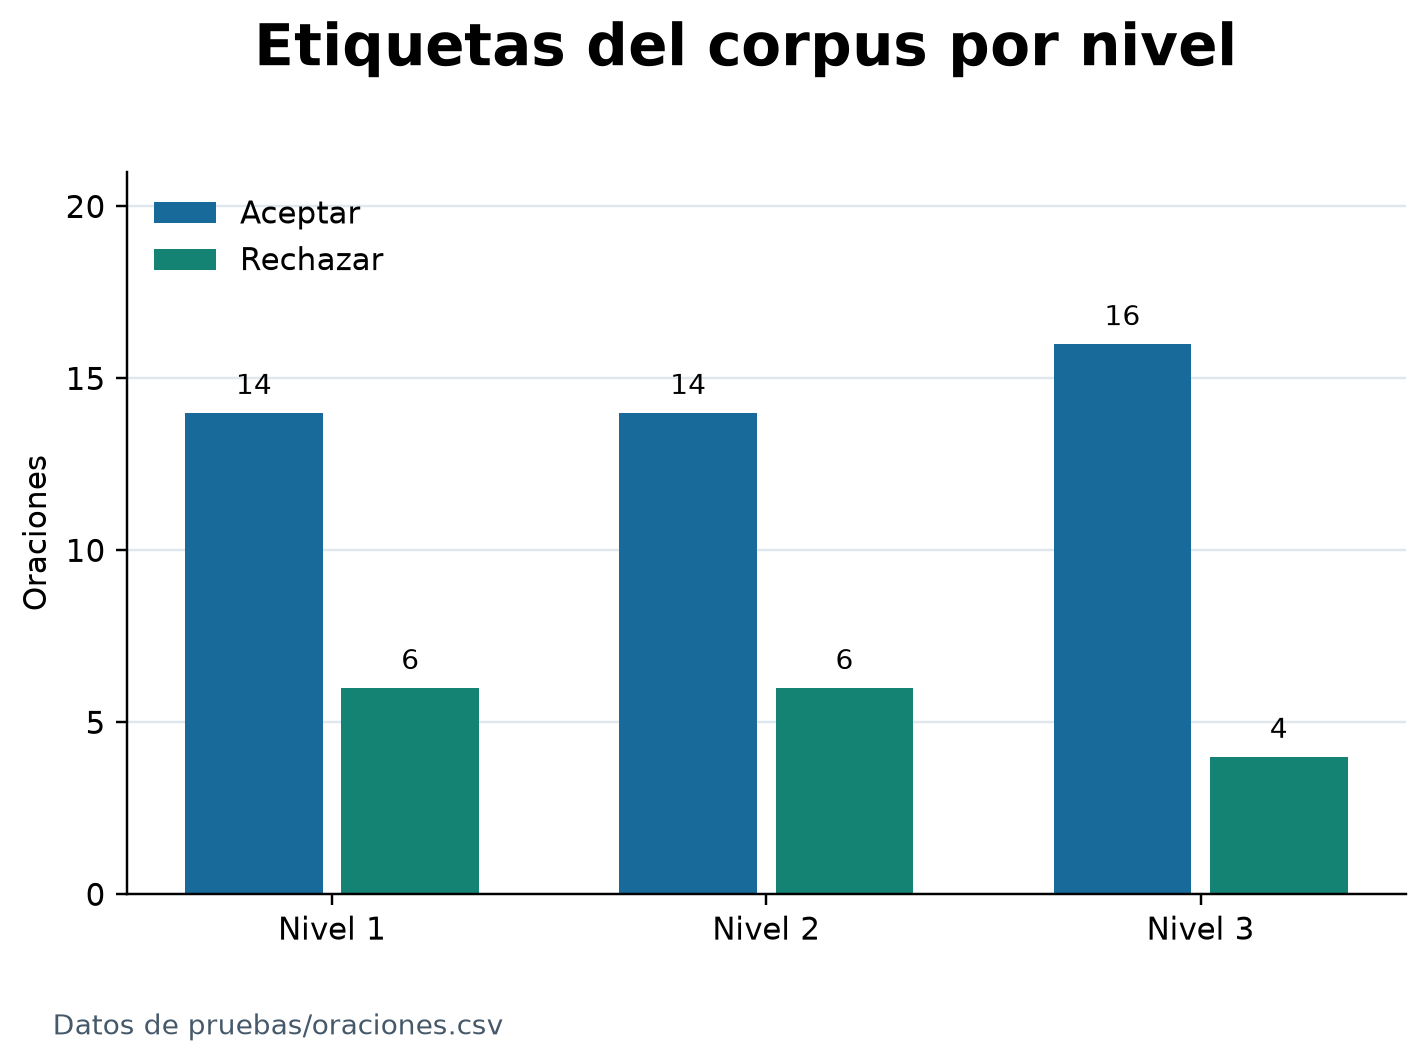 Etiquetas del corpus por nivel
20
Aceptar
Rechazar
16
15
14
14
Oraciones
10
6
6
5
4
0
Nivel 1
Nivel 2
Nivel 3
Datos de pruebas/oraciones.csv